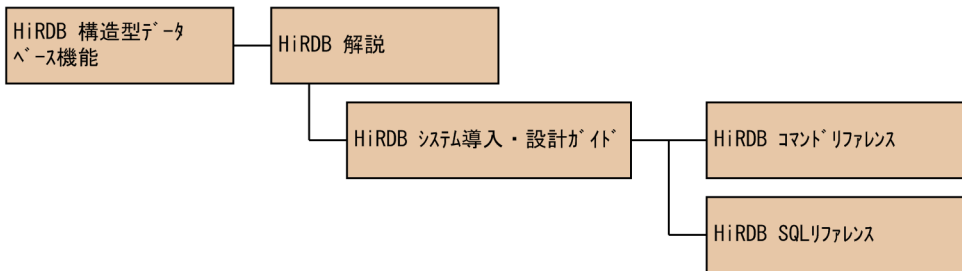 HiRDB 構造型ﾃﾞｰﾀ
ﾍﾞｰｽ機能
HiRDB 解説
HiRDB ｼｽﾃﾑ導入・設計ｶﾞｲﾄﾞ
HiRDB ｺﾏﾝﾄﾞﾘﾌｧﾚﾝｽ
HiRDB SQLﾘﾌｧﾚﾝｽ